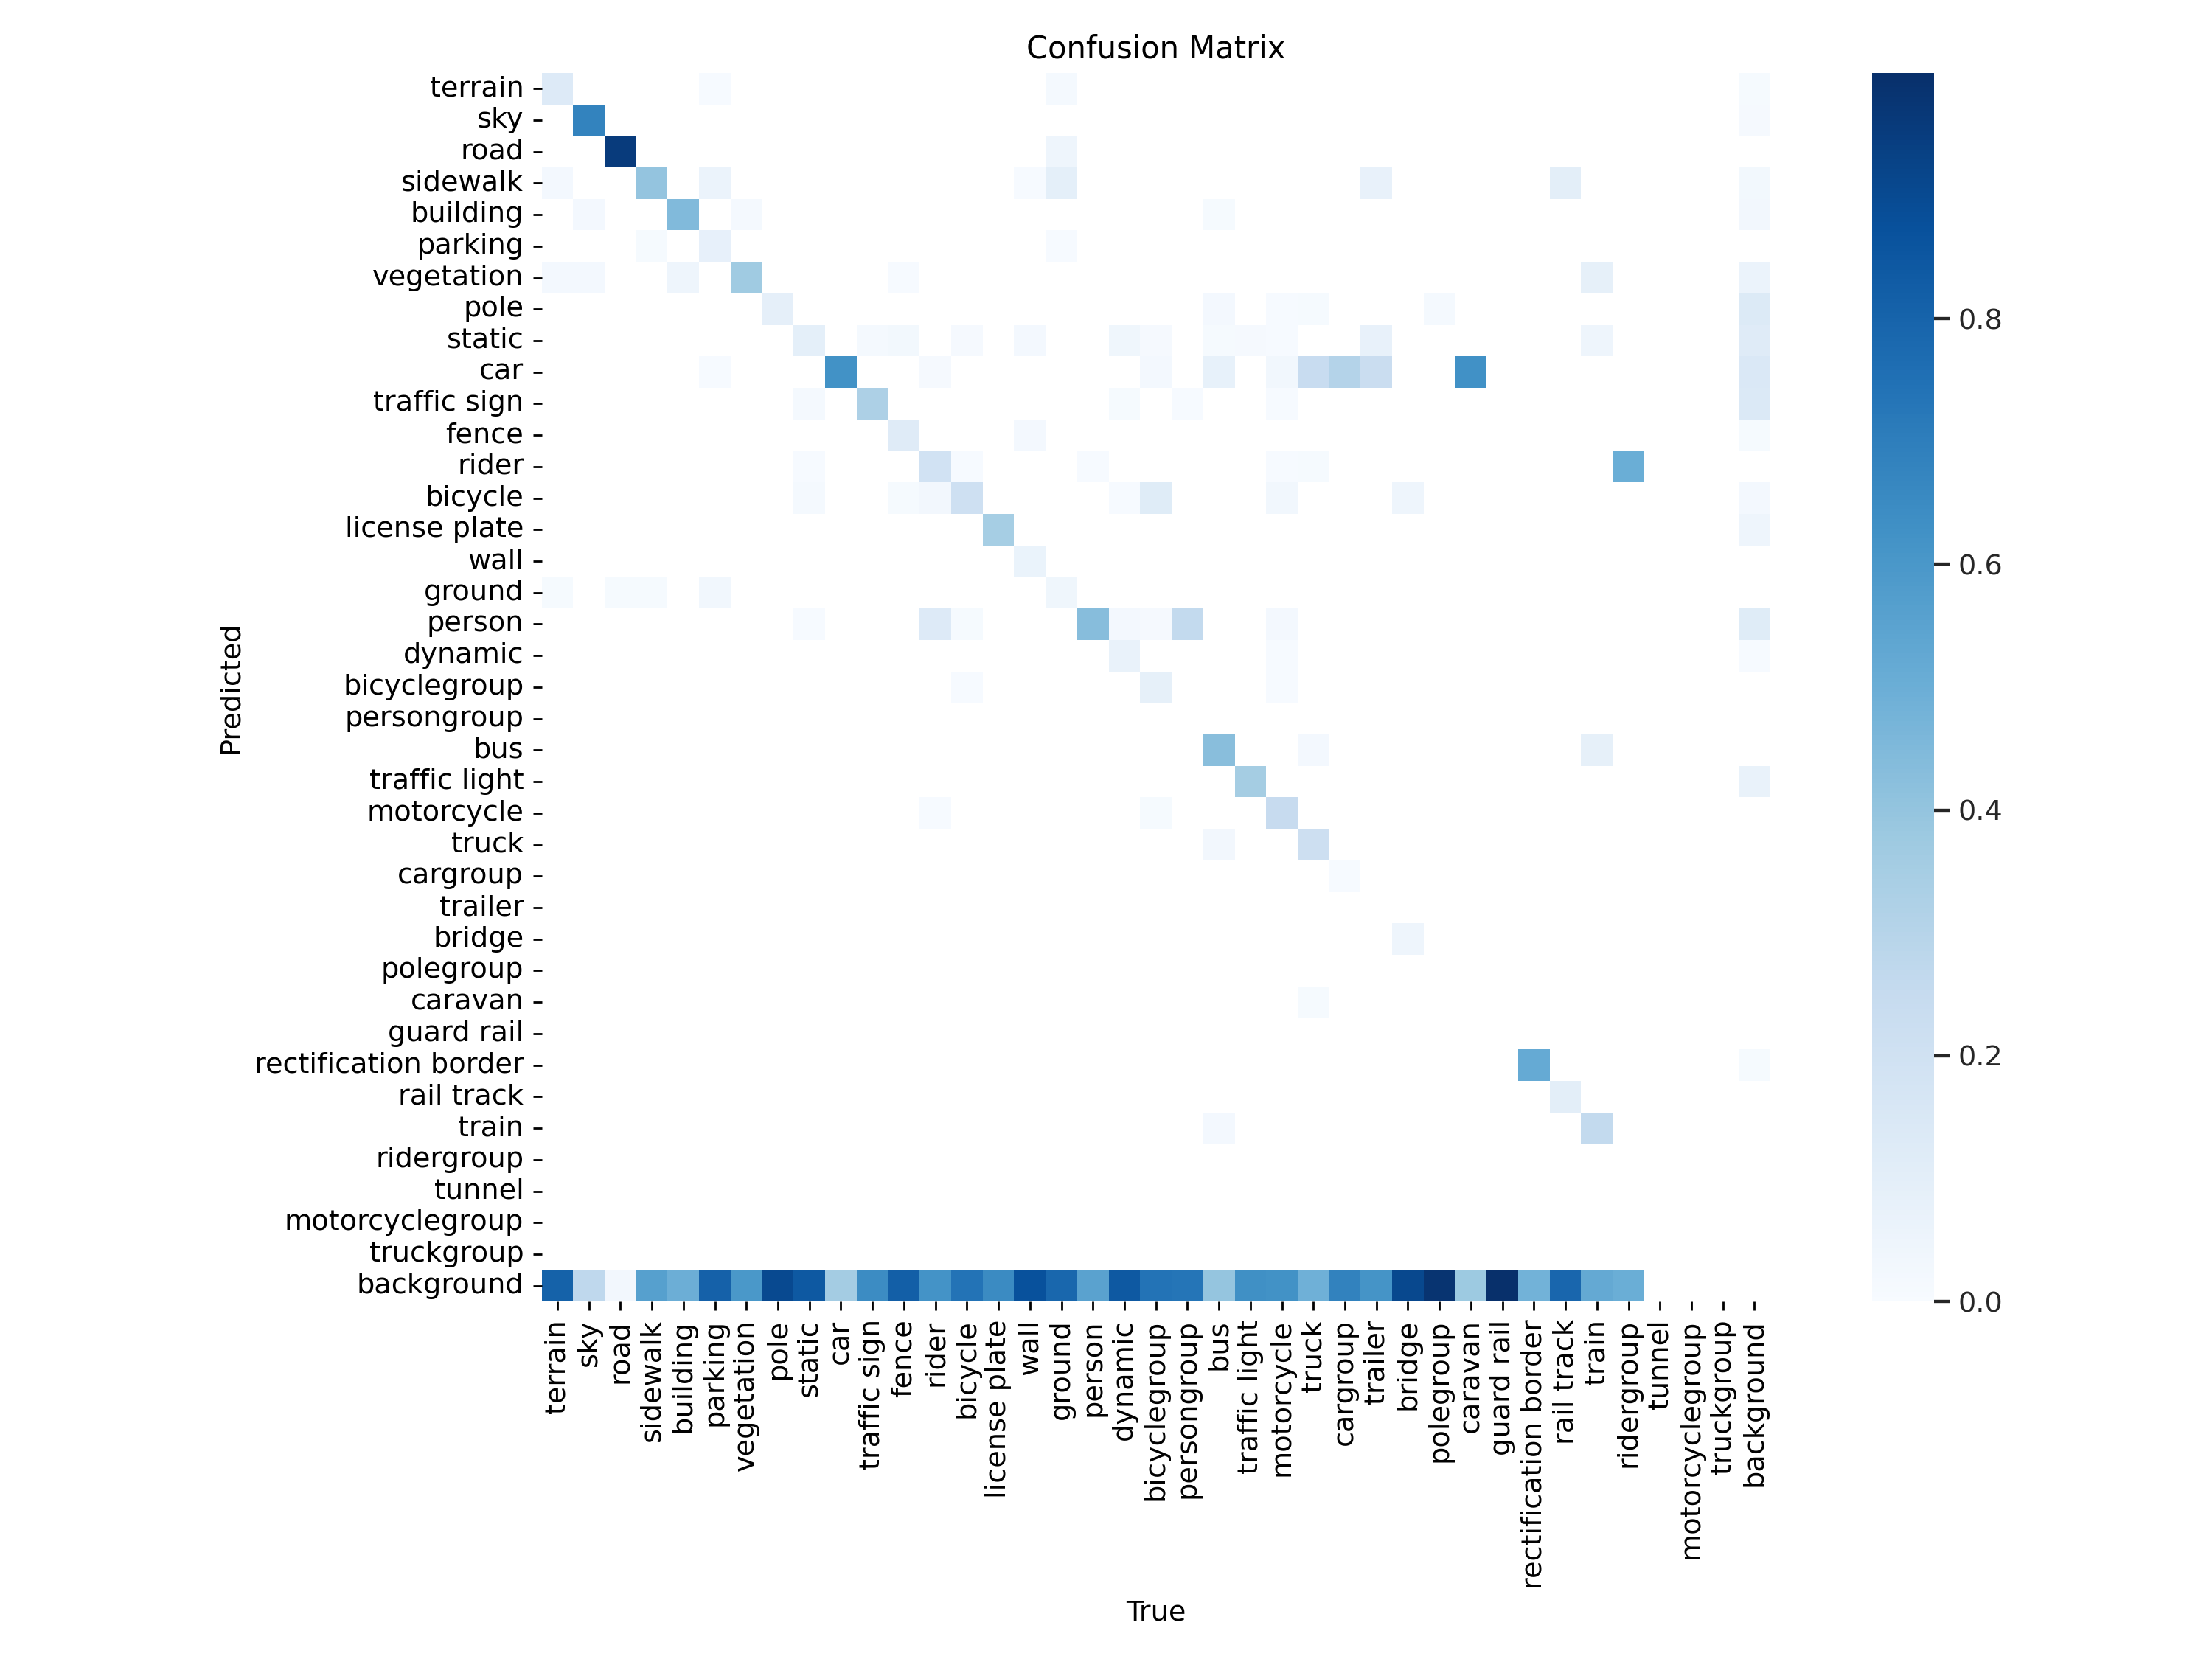 Confusion Matrix
terrain
sky
road
sidewalk
building
parking
vegetation
pole
static
car
traffic sign
fence
rider
bicycle
license plate
wall
ground
person
dynamic
bicyclegroup
persongroup
bus
traffic light
motorcycle
truck
cargroup
trailer
bridge
polegroup
caravan
guard rail
rectification border
rail track
train
ridergroup
tunnel
motorcyclegroup
truckgroup
background
Predicted
terrain
sky
road
sidewalk
building
parking
vegetation
pole
static
car
traffic sign
fence
rider
bicycle
license plate
wall
ground
person
dynamic
bicyclegroup
persongroup
bus
traffic light
motorcycle
truck
cargroup
trailer
bridge
polegroup
caravan
guard rail
rectification border
rail track
train
ridergroup
tunnel
motorcyclegroup
truckgroup
background
True
0.8
0.6
0.4
0.2
0.0